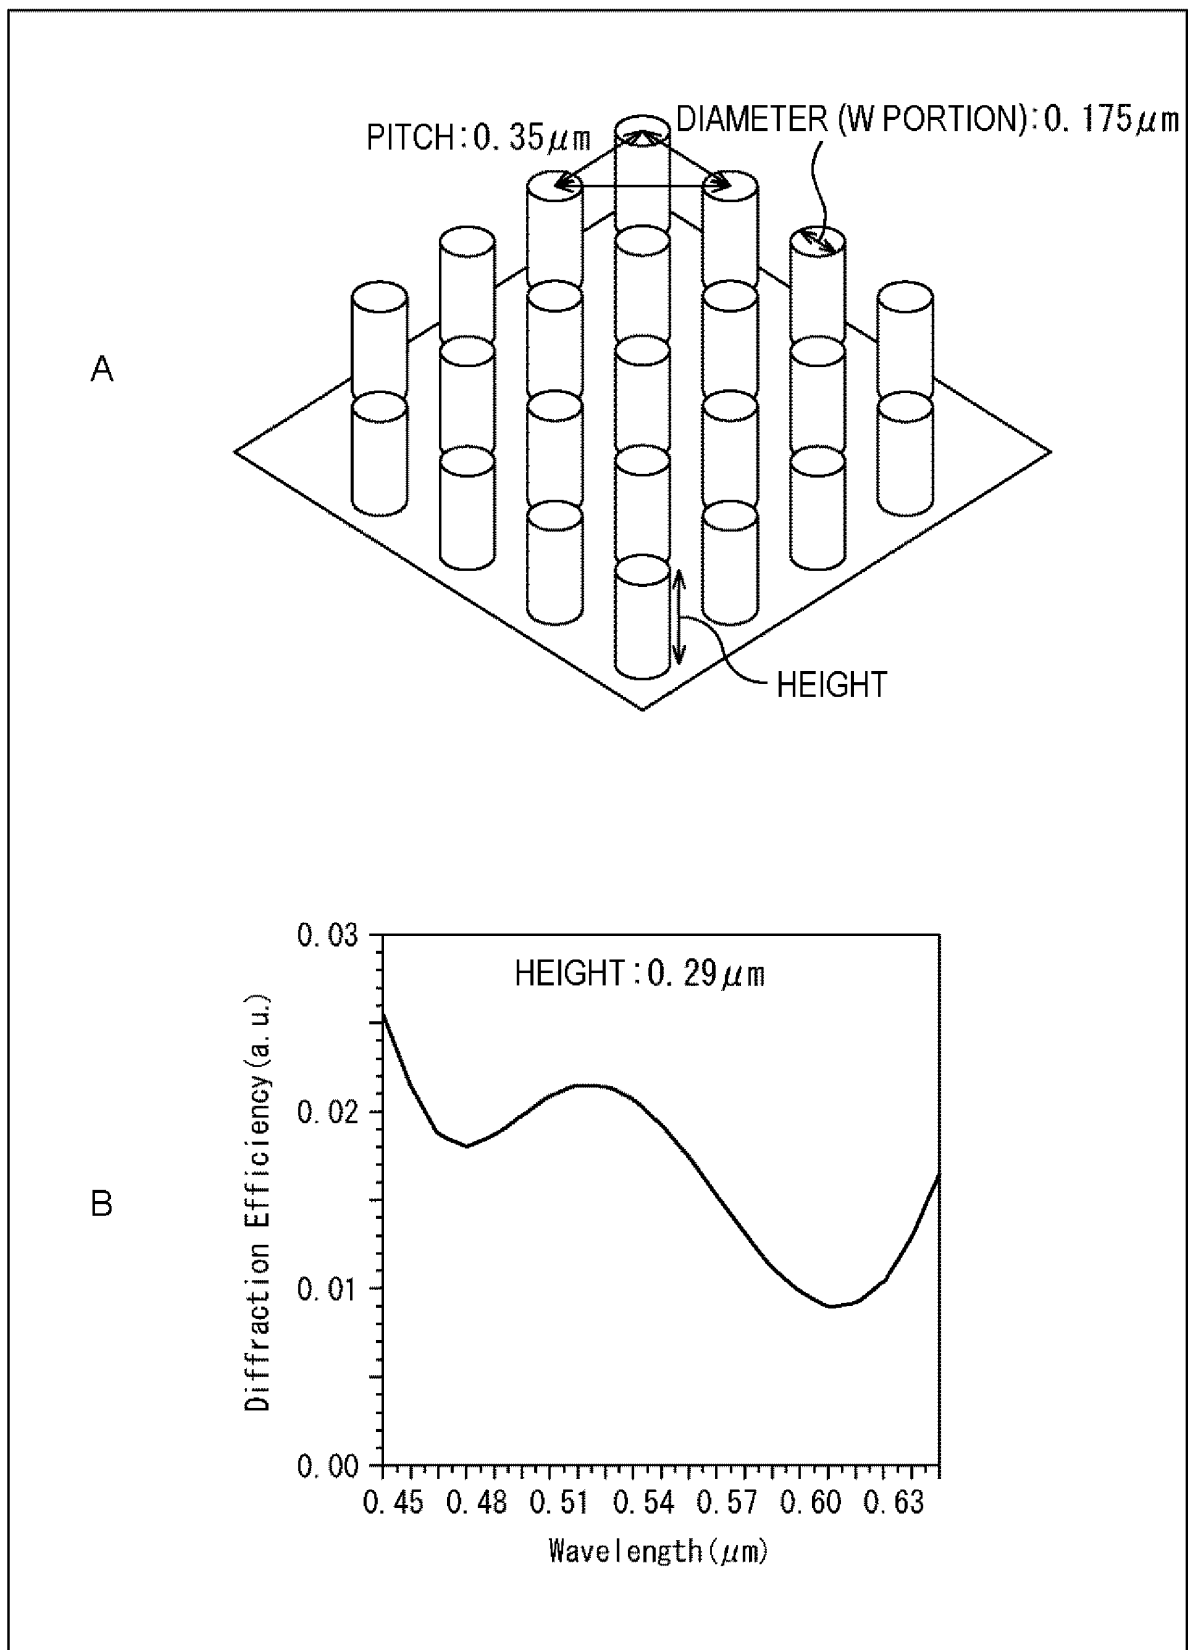 DIAMETER (W PORTION):0.175μm
PITCH:0.35μm
A
HEIGHT
0.03
HEIGHT:0.29μm
0.02
Diffraction Efficiency(a.u.)
B
0.01
0.00
0.45 0.48 0.51 0.54 0.57 0.60 0.63
Wavelength(μm)